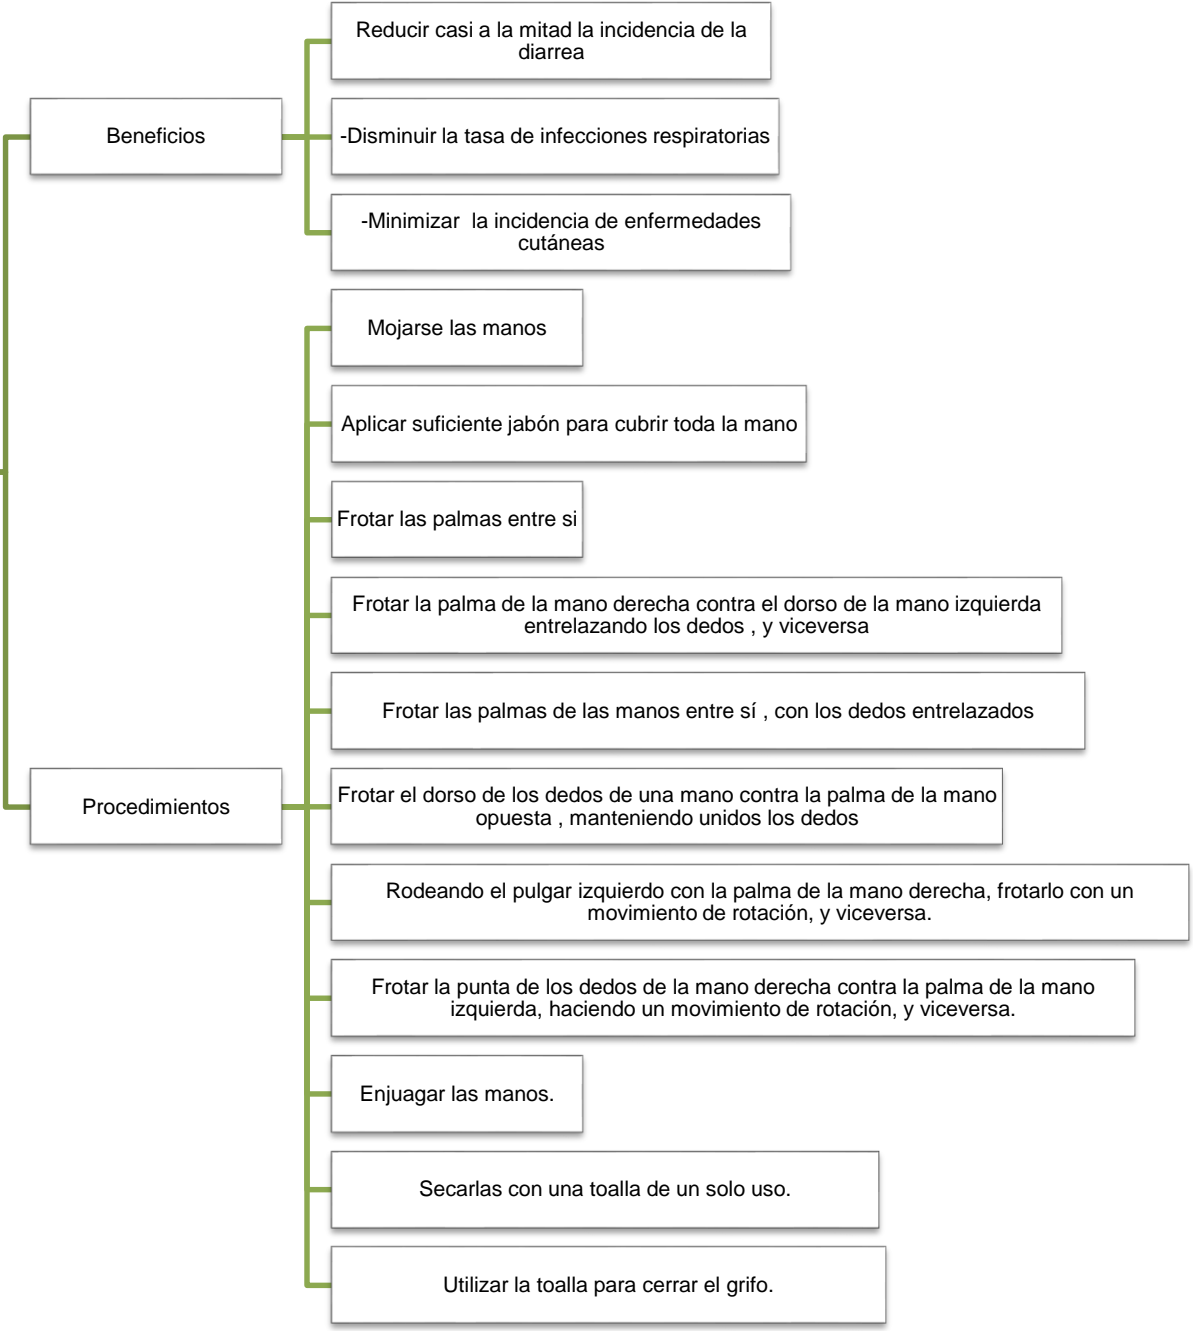 Reducir casi a la mitad la incidencia de la
diarrea
Beneficios
-Disminuir la tasa de infecciones respiratorias
-Minimizar  la incidencia de enfermedades
cutáneas
Mojarse las manos
Aplicar suficiente jabón para cubrir toda la mano
Frotar las palmas entre si
Frotar la palma de la mano derecha contra el dorso de la mano izquierda
entrelazando los dedos , y viceversa
Frotar las palmas de las manos entre sí , con los dedos entrelazados
Procedimientos
Frotar el dorso de los dedos de una mano contra la palma de la mano
opuesta , manteniendo unidos los dedos
Rodeando el pulgar izquierdo con la palma de la mano derecha, frotarlo con un
movimiento de rotación, y viceversa.
Frotar la punta de los dedos de la mano derecha contra la palma de la mano
izquierda, haciendo un movimiento de rotación, y viceversa.
Enjuagar las manos.
Secarlas con una toalla de un solo uso.
Utilizar la toalla para cerrar el grifo.